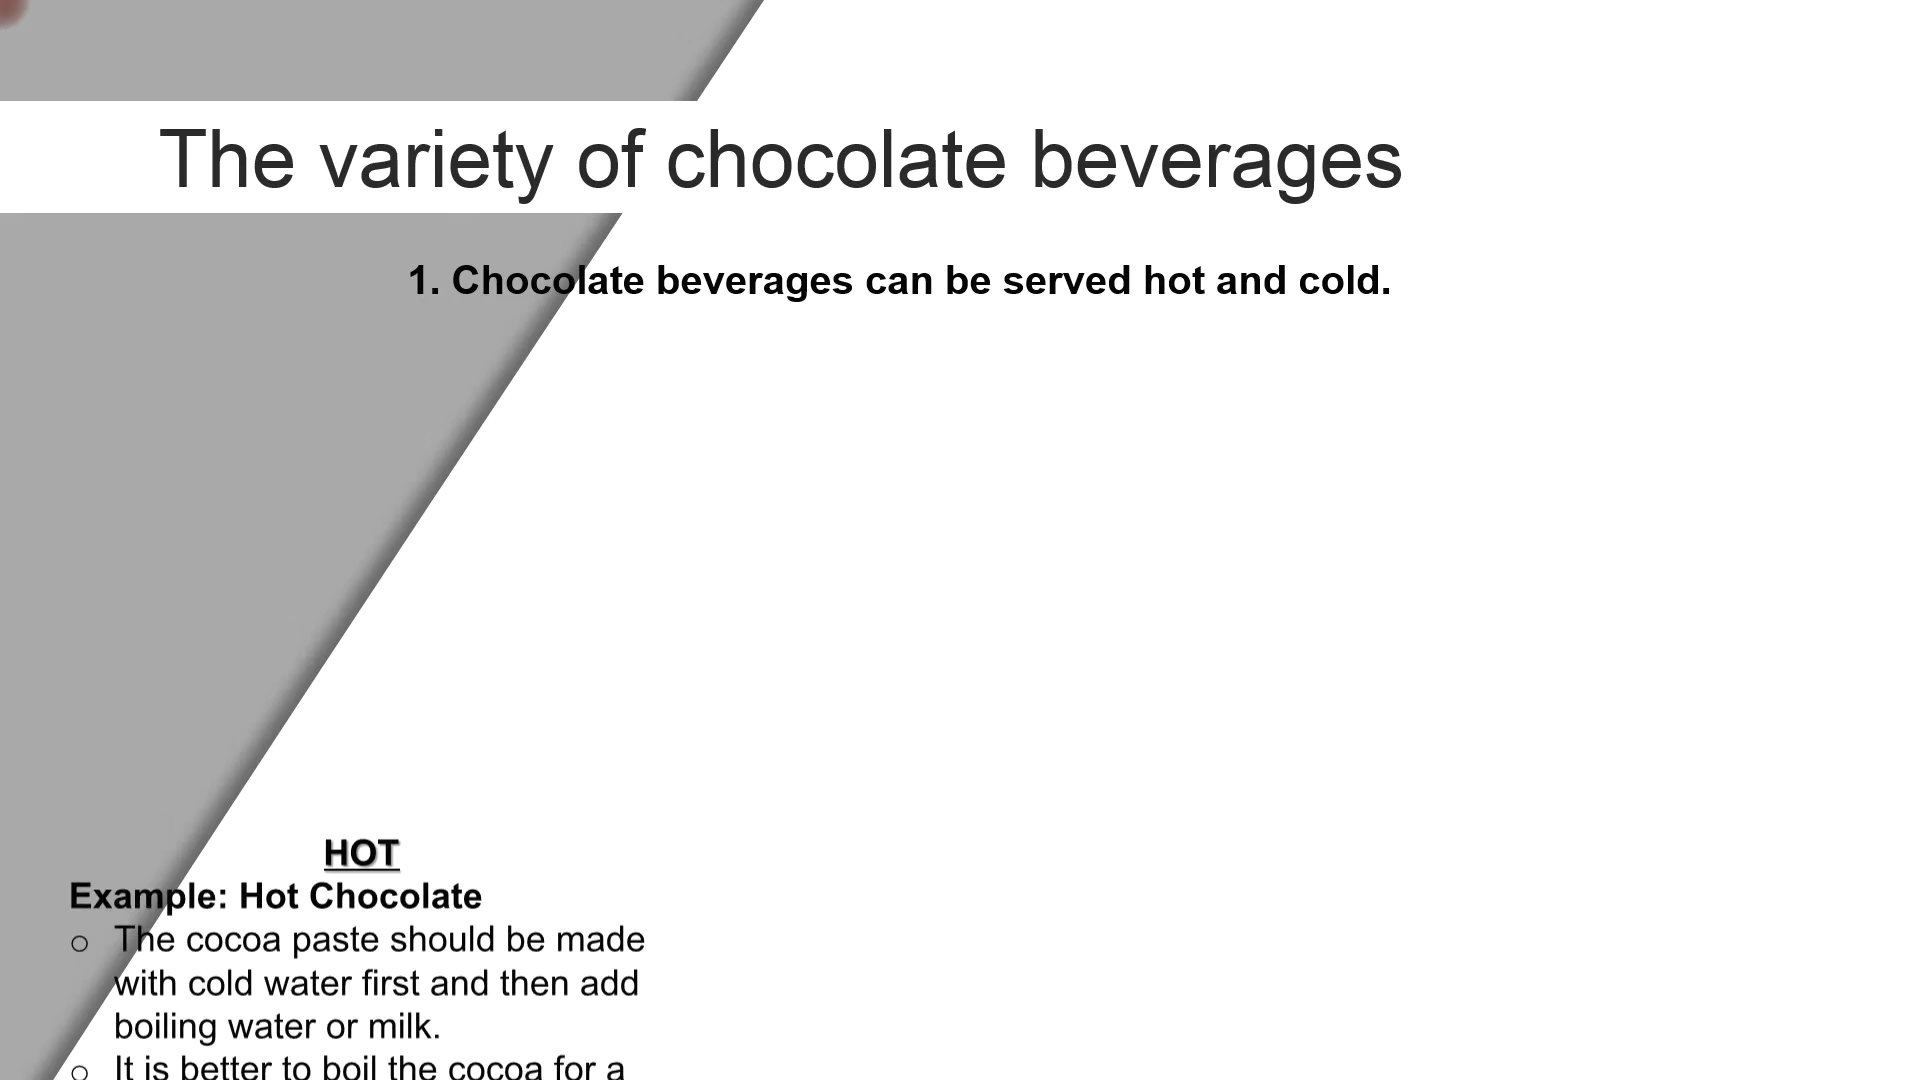 The variety of chocolate beverages
1. Chocolate beverages can be served hot and cold.
HOT
Example: Hot Chocolate
○ The cocoa paste should be made
with cold water first and then add
boiling water or milk.
○ It is better to boil the cocoa for a